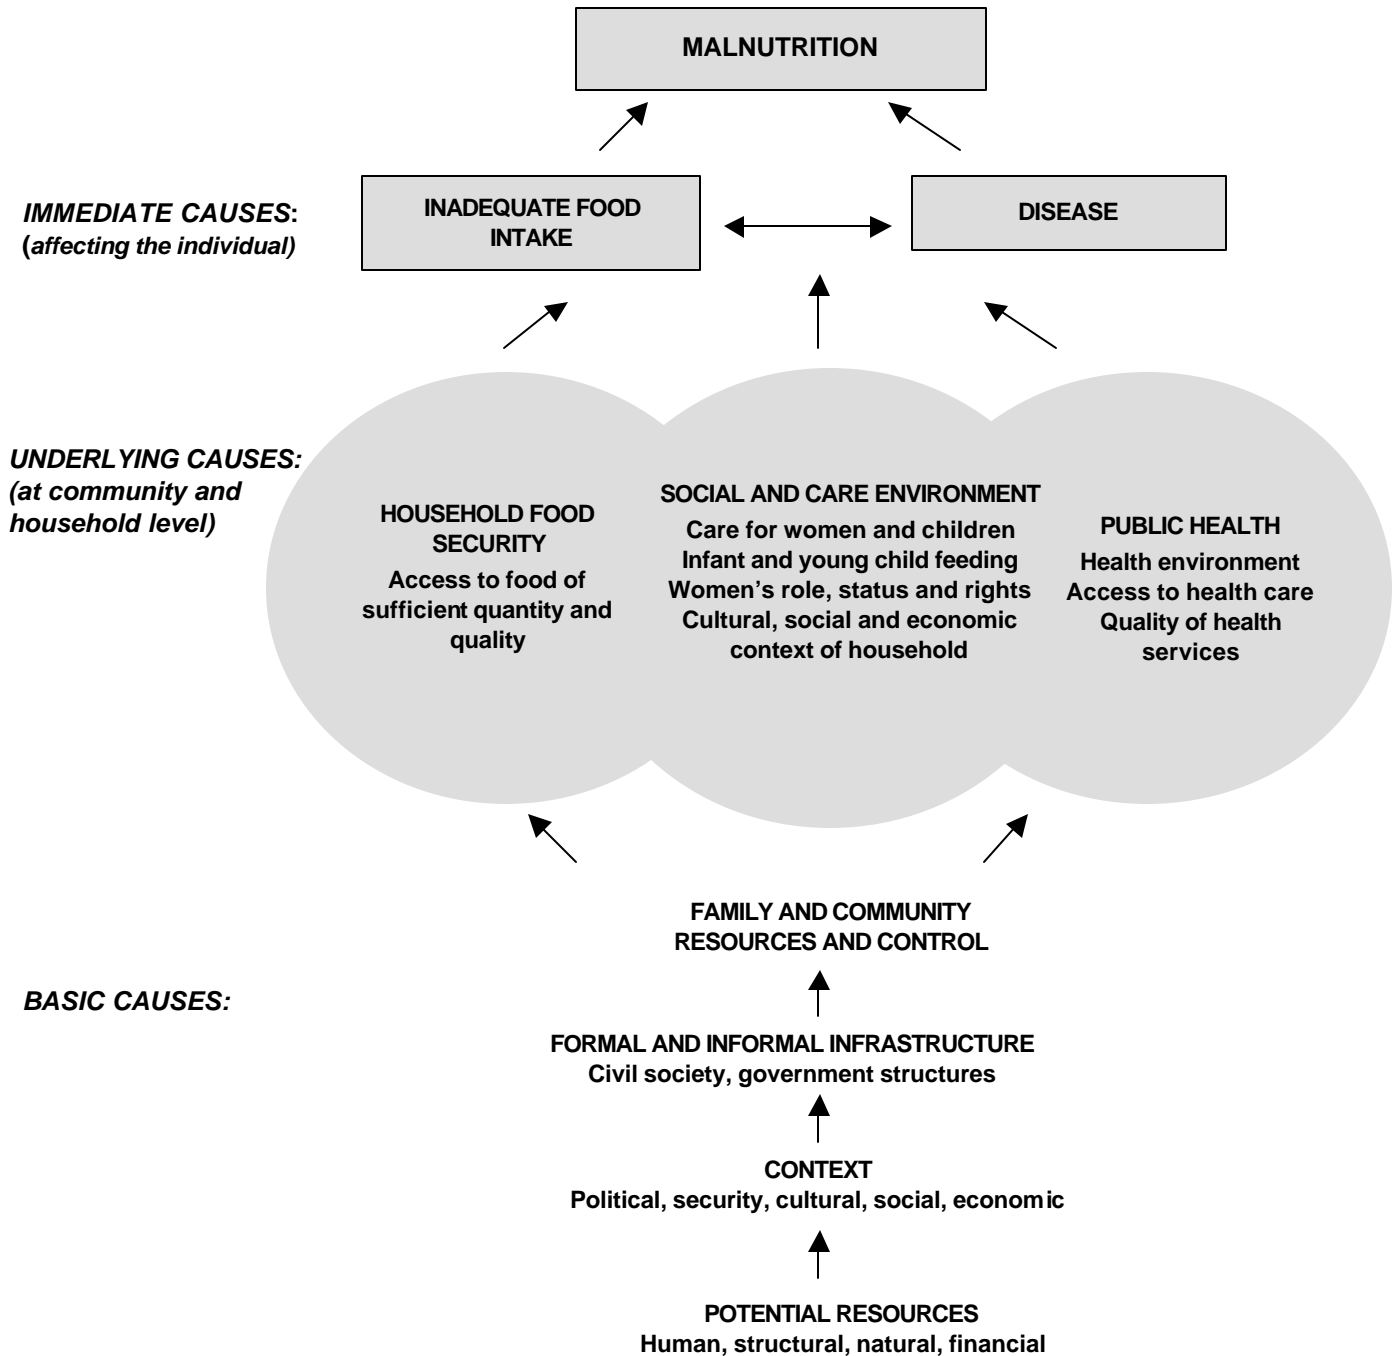 MALNUTRITION
IMMEDIATE CAUSES:
(affecting the individual)
INADEQUATE FOOD
INTAKE
DISEASE
UNDERLYING CAUSES:
(at community and
household level)
HOUSEHOLD FOOD
SECURITY
Access to food of
sufficient quantity and
quality
SOCIAL AND CARE ENVIRONMENT
Care for women and children
Infant and young child feeding
Women’s role, status and rights
Cultural, social and economic
context of household
PUBLIC HEALTH
Health environment
Access to health care
Quality of health
services
FAMILY AND COMMUNITY
RESOURCES AND CONTROL
BASIC CAUSES:
FORMAL AND INFORMAL INFRASTRUCTURE
Civil society, government structures
CONTEXT
Political, security, cultural, social, economic
POTENTIAL RESOURCES
Human, structural, natural, financial